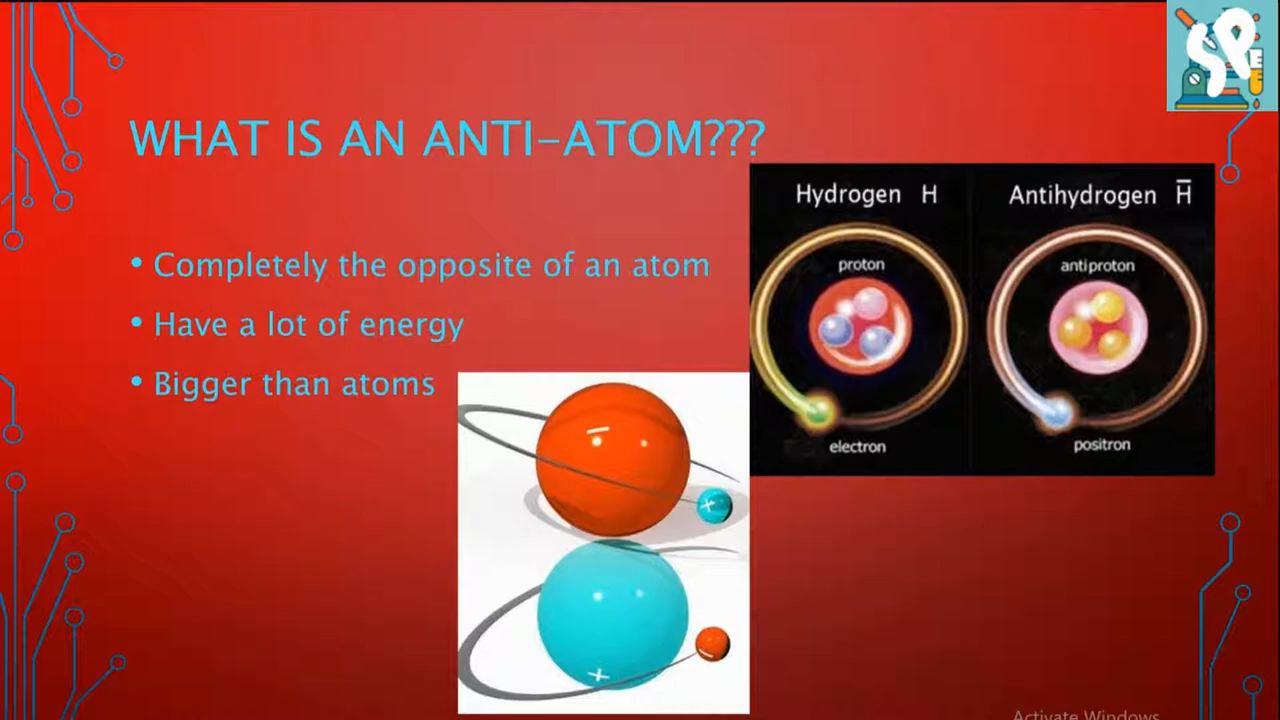 SP
WHAT IS AN ANTI-ATOM???
Hydrogen H
Antihydrogen H̅
• Completely the opposite of an atom
• Have a lot of energy
• Bigger than atoms
proton
antiproton
electron
positron
−
+
+
−
Activate Windows